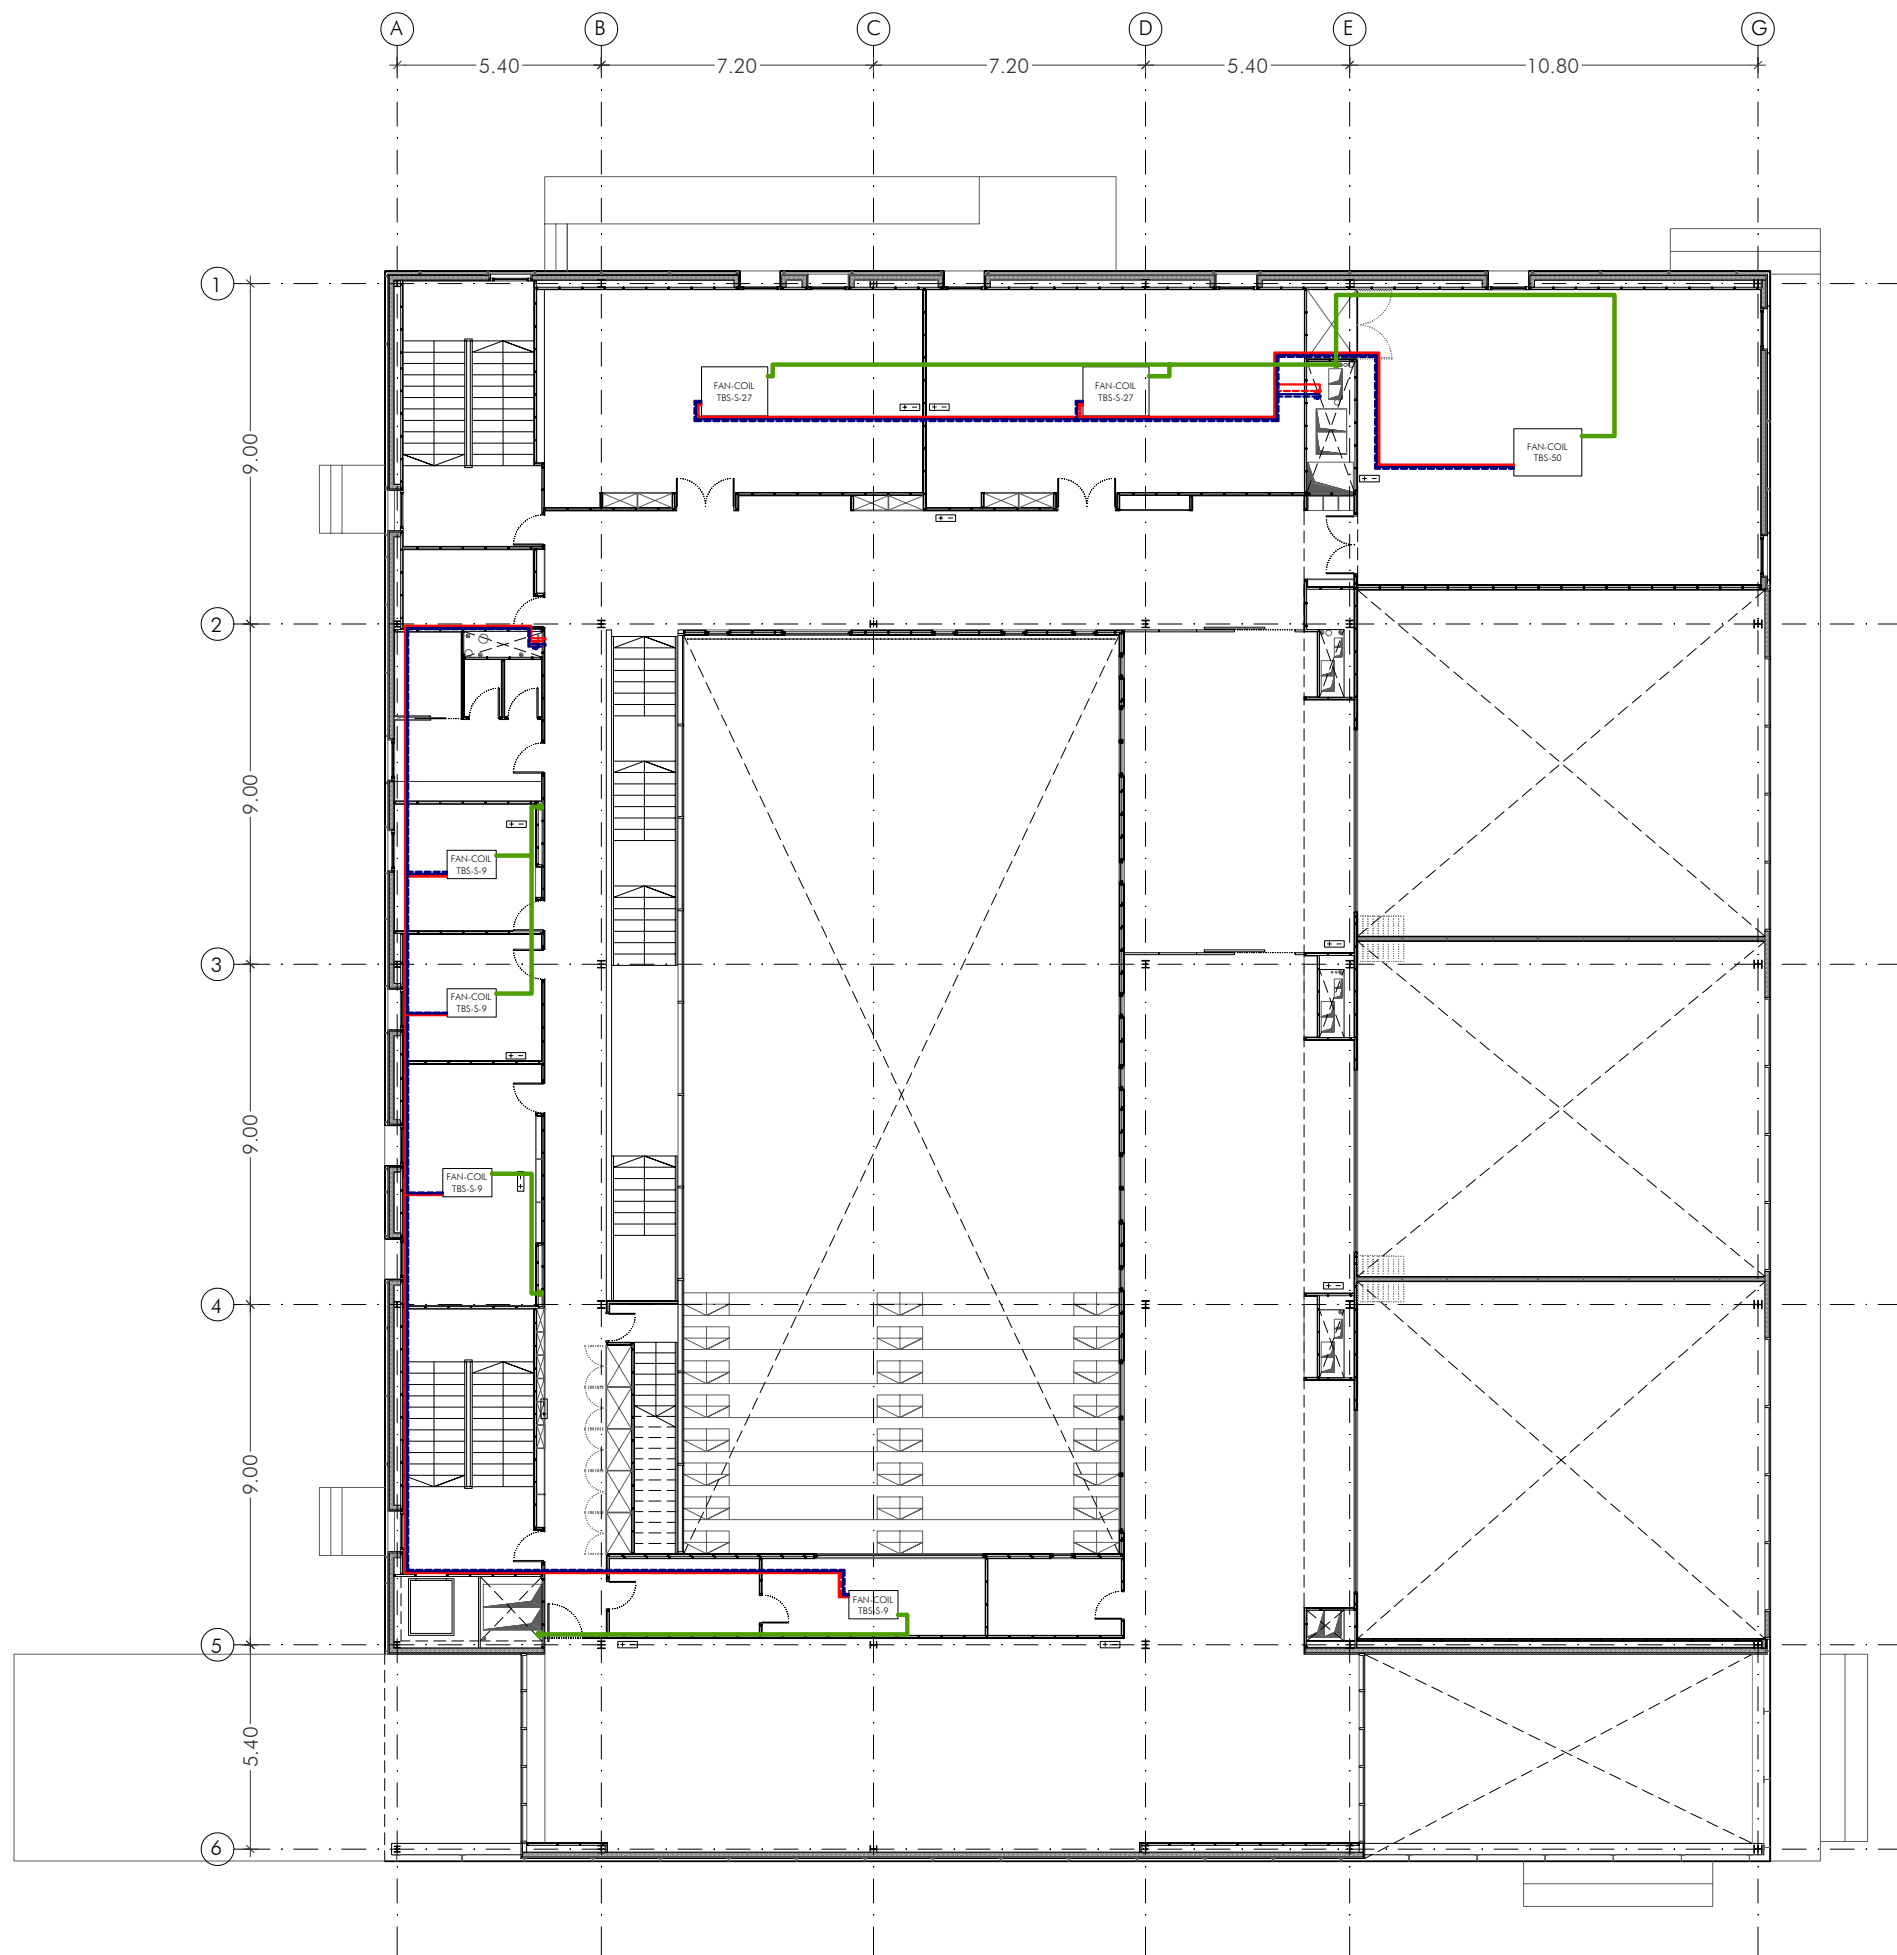 A B C D E G
5.40 7.20 7.20 5.40 10.80
1
FAN-COIL
TBS-S-27
FAN-COIL
TBS-S-27
FAN-COIL
TBS-50
9.00
2
9.00
FAN-COIL
TBS-S-9
3
FAN-COIL
TBS-S-9
9.00
FAN-COIL
TBS-S-9
4
9.00
FAN-COIL
TBS-S-9
5
5.40
6